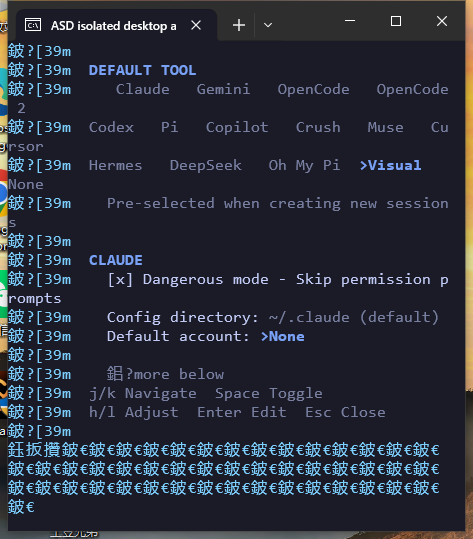 ASD isolated desktop a
鈹?[39m
鈹?[39m  DEFAULT TOOL
鈹?[39m     Claude   Gemini   OpenCode   OpenCode
 2
鈹?[39m  Codex   Pi   Copilot   Crush   Muse   Cu
rsor
鈹?[39m  Hermes   DeepSeek   Oh My Pi  >Visual
None
鈹?[39m    Pre-selected when creating new session
s
鈹?[39m
鈹?[39m  CLAUDE
鈹?[39m    [x] Dangerous mode - Skip permission p
rompts
鈹?[39m    Config directory: ~/.claude (default)
鈹?[39m    Default account: >None
鈹?[39m
鈹?[39m    鈻?more below
鈹?[39m  j/k Navigate  Space Toggle
鈹?[39m  h/l Adjust  Enter Edit  Esc Close
鈹?[39m
鈺扳攢鈹€鈹€鈹€鈹€鈹€鈹€鈹€鈹€鈹€鈹€鈹€鈹€鈹€
鈹€鈹€鈹€鈹€鈹€鈹€鈹€鈹€鈹€鈹€鈹€鈹€鈹€鈹€鈹€鈹€
鈹€鈹€鈹€鈹€鈹€鈹€鈹€鈹€鈹€鈹€鈹€鈹€鈹€鈹€鈹€鈹€
鈹€